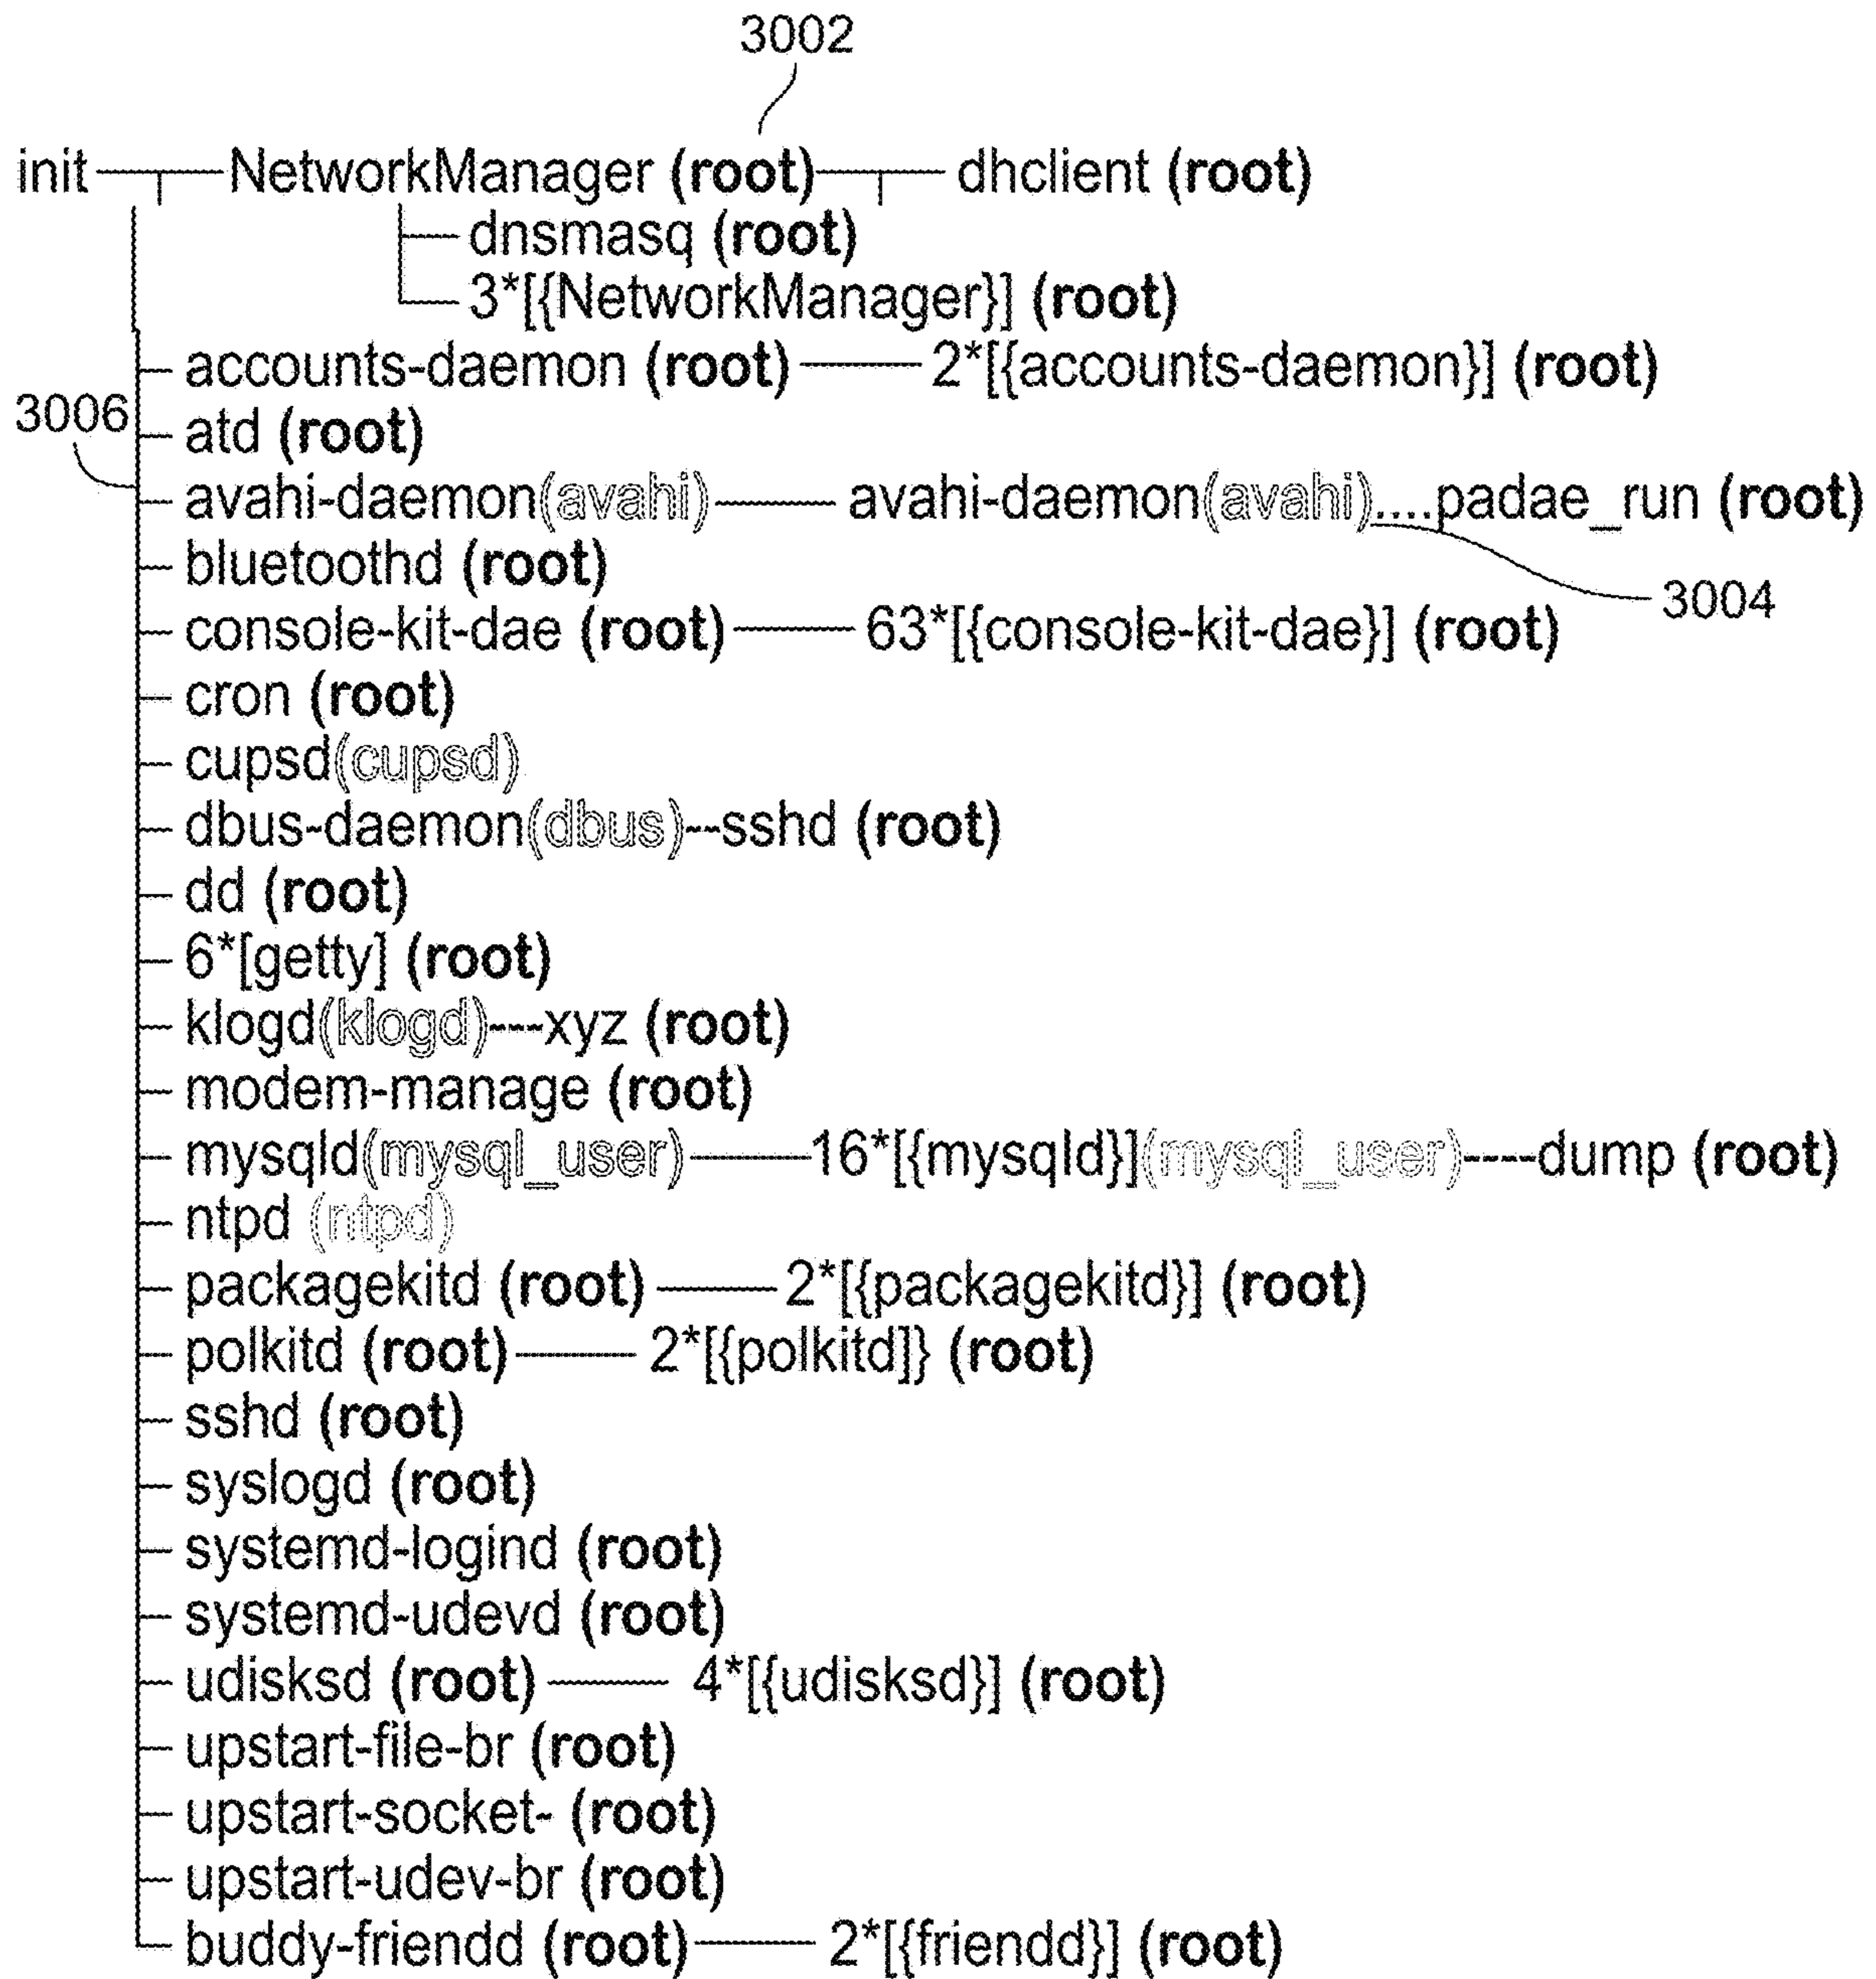 3002
init NetworkManager (root) dhclient (root)
dnsmasq (root)
3*[{NetworkManager}] (root)
accounts-daemon (root) 2*[{accounts-daemon}] (root)
3006
atd (root)
avahi-daemon(avahi) avahi-daemon(avahi)....padae_run (root)
bluetoothd (root)
3004
console-kit-dae (root) 63*[{console-kit-dae}] (root)
cron (root)
cupsd(cupsd)
dbus-daemon(dbus)--sshd (root)
dd (root)
6*[getty] (root)
klogd(klogd)---xyz (root)
modem-manage (root)
mysqld(mysql_user) 16*[{mysqld}](mysql_user)----dump (root)
ntpd (ntpd)
packagekitd (root) 2*[{packagekitd}] (root)
polkitd (root) 2*[{polkitd]} (root)
sshd (root)
syslogd (root)
systemd-logind (root)
systemd-udevd (root)
udisksd (root) 4*[{udisksd}] (root)
upstart-file-br (root)
upstart-socket- (root)
upstart-udev-br (root)
buddy-friendd (root) 2*[{friendd}] (root)